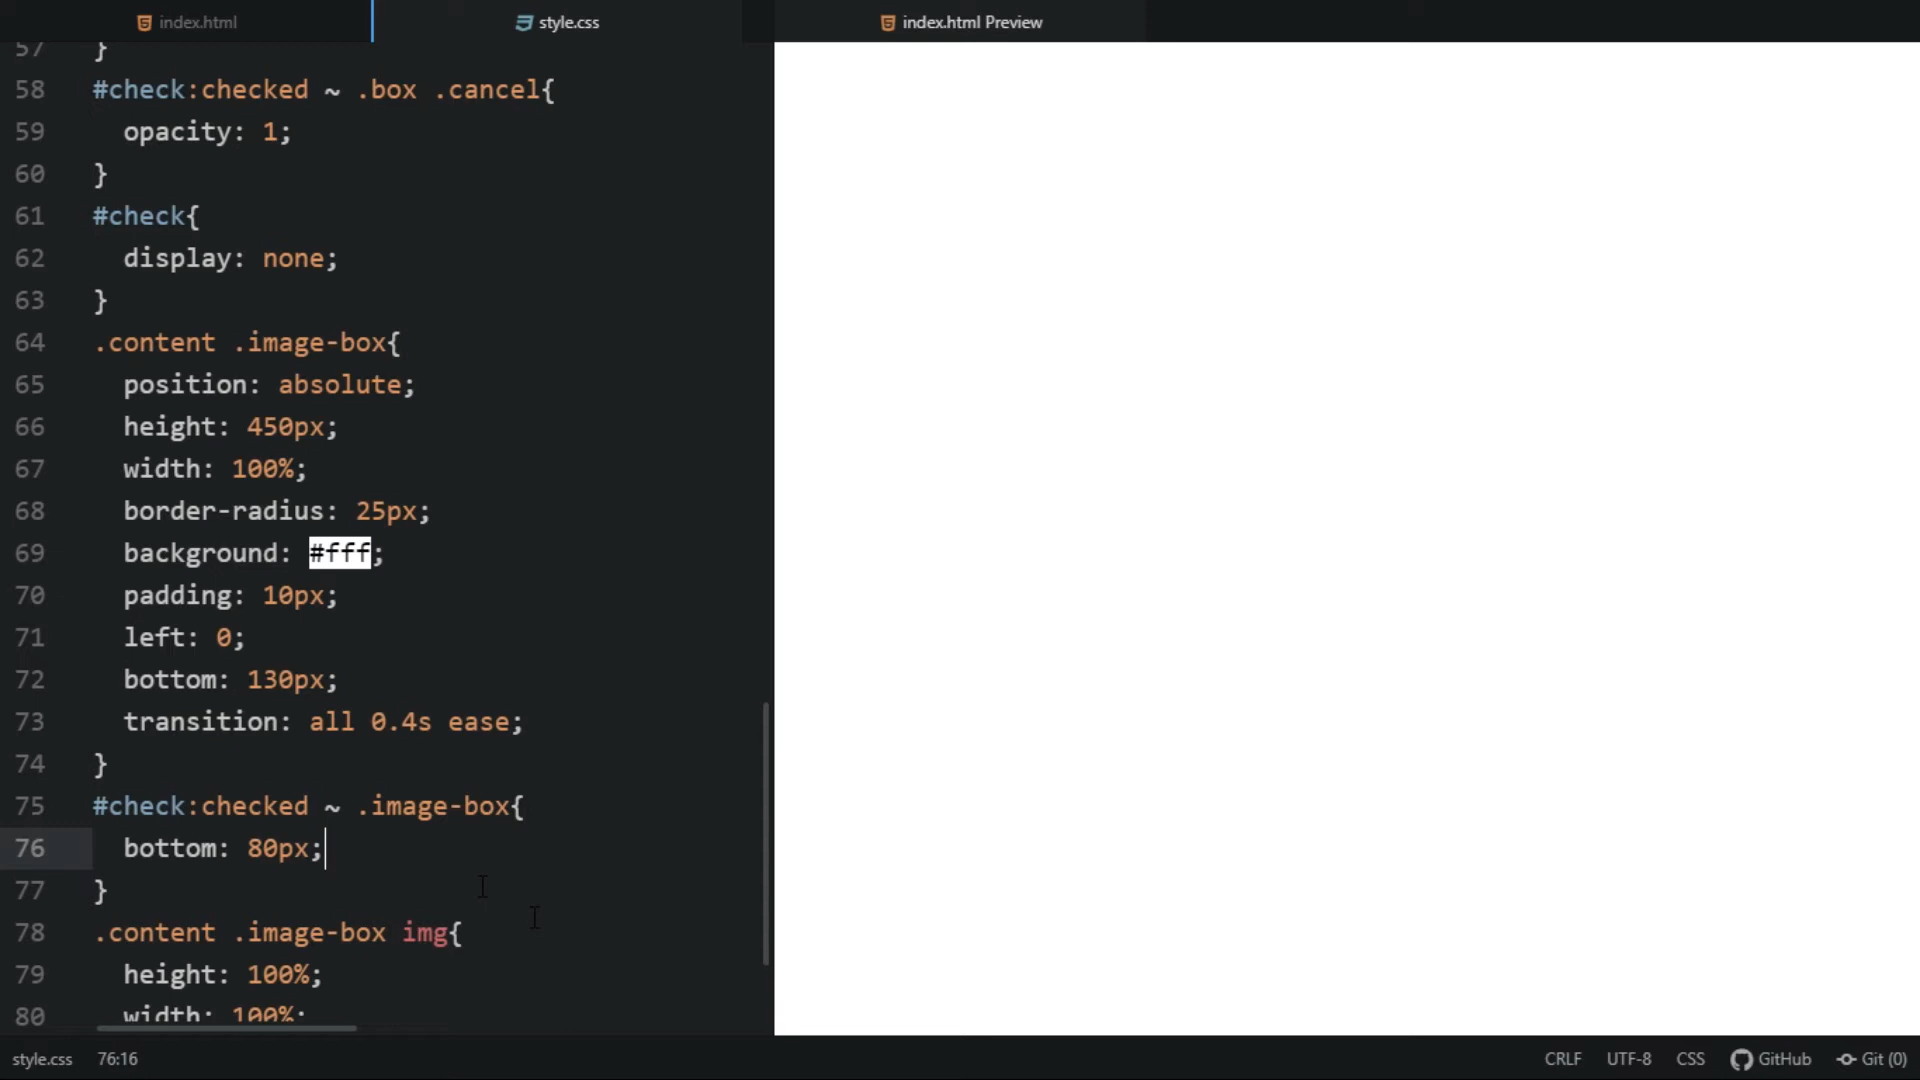 index.html
style.css
index.html Preview
57 }
58 #check:checked ~ .box .cancel{
59 opacity: 1;
60 }
61 #check{
62 display: none;
63 }
64 .content .image-box{
65 position: absolute;
66 height: 450px;
67 width: 100%;
68 border-radius: 25px;
69 background: #fff;
70 padding: 10px;
71 left: 0;
72 bottom: 130px;
73 transition: all 0.4s ease;
74 }
75 #check:checked ~ .image-box{
76 bottom: 80px;
77 }
78 .content .image-box img{
79 height: 100%;
80 width: 100%;
style.css 76:16 CRLF UTF-8 CSS GitHub Git (0)